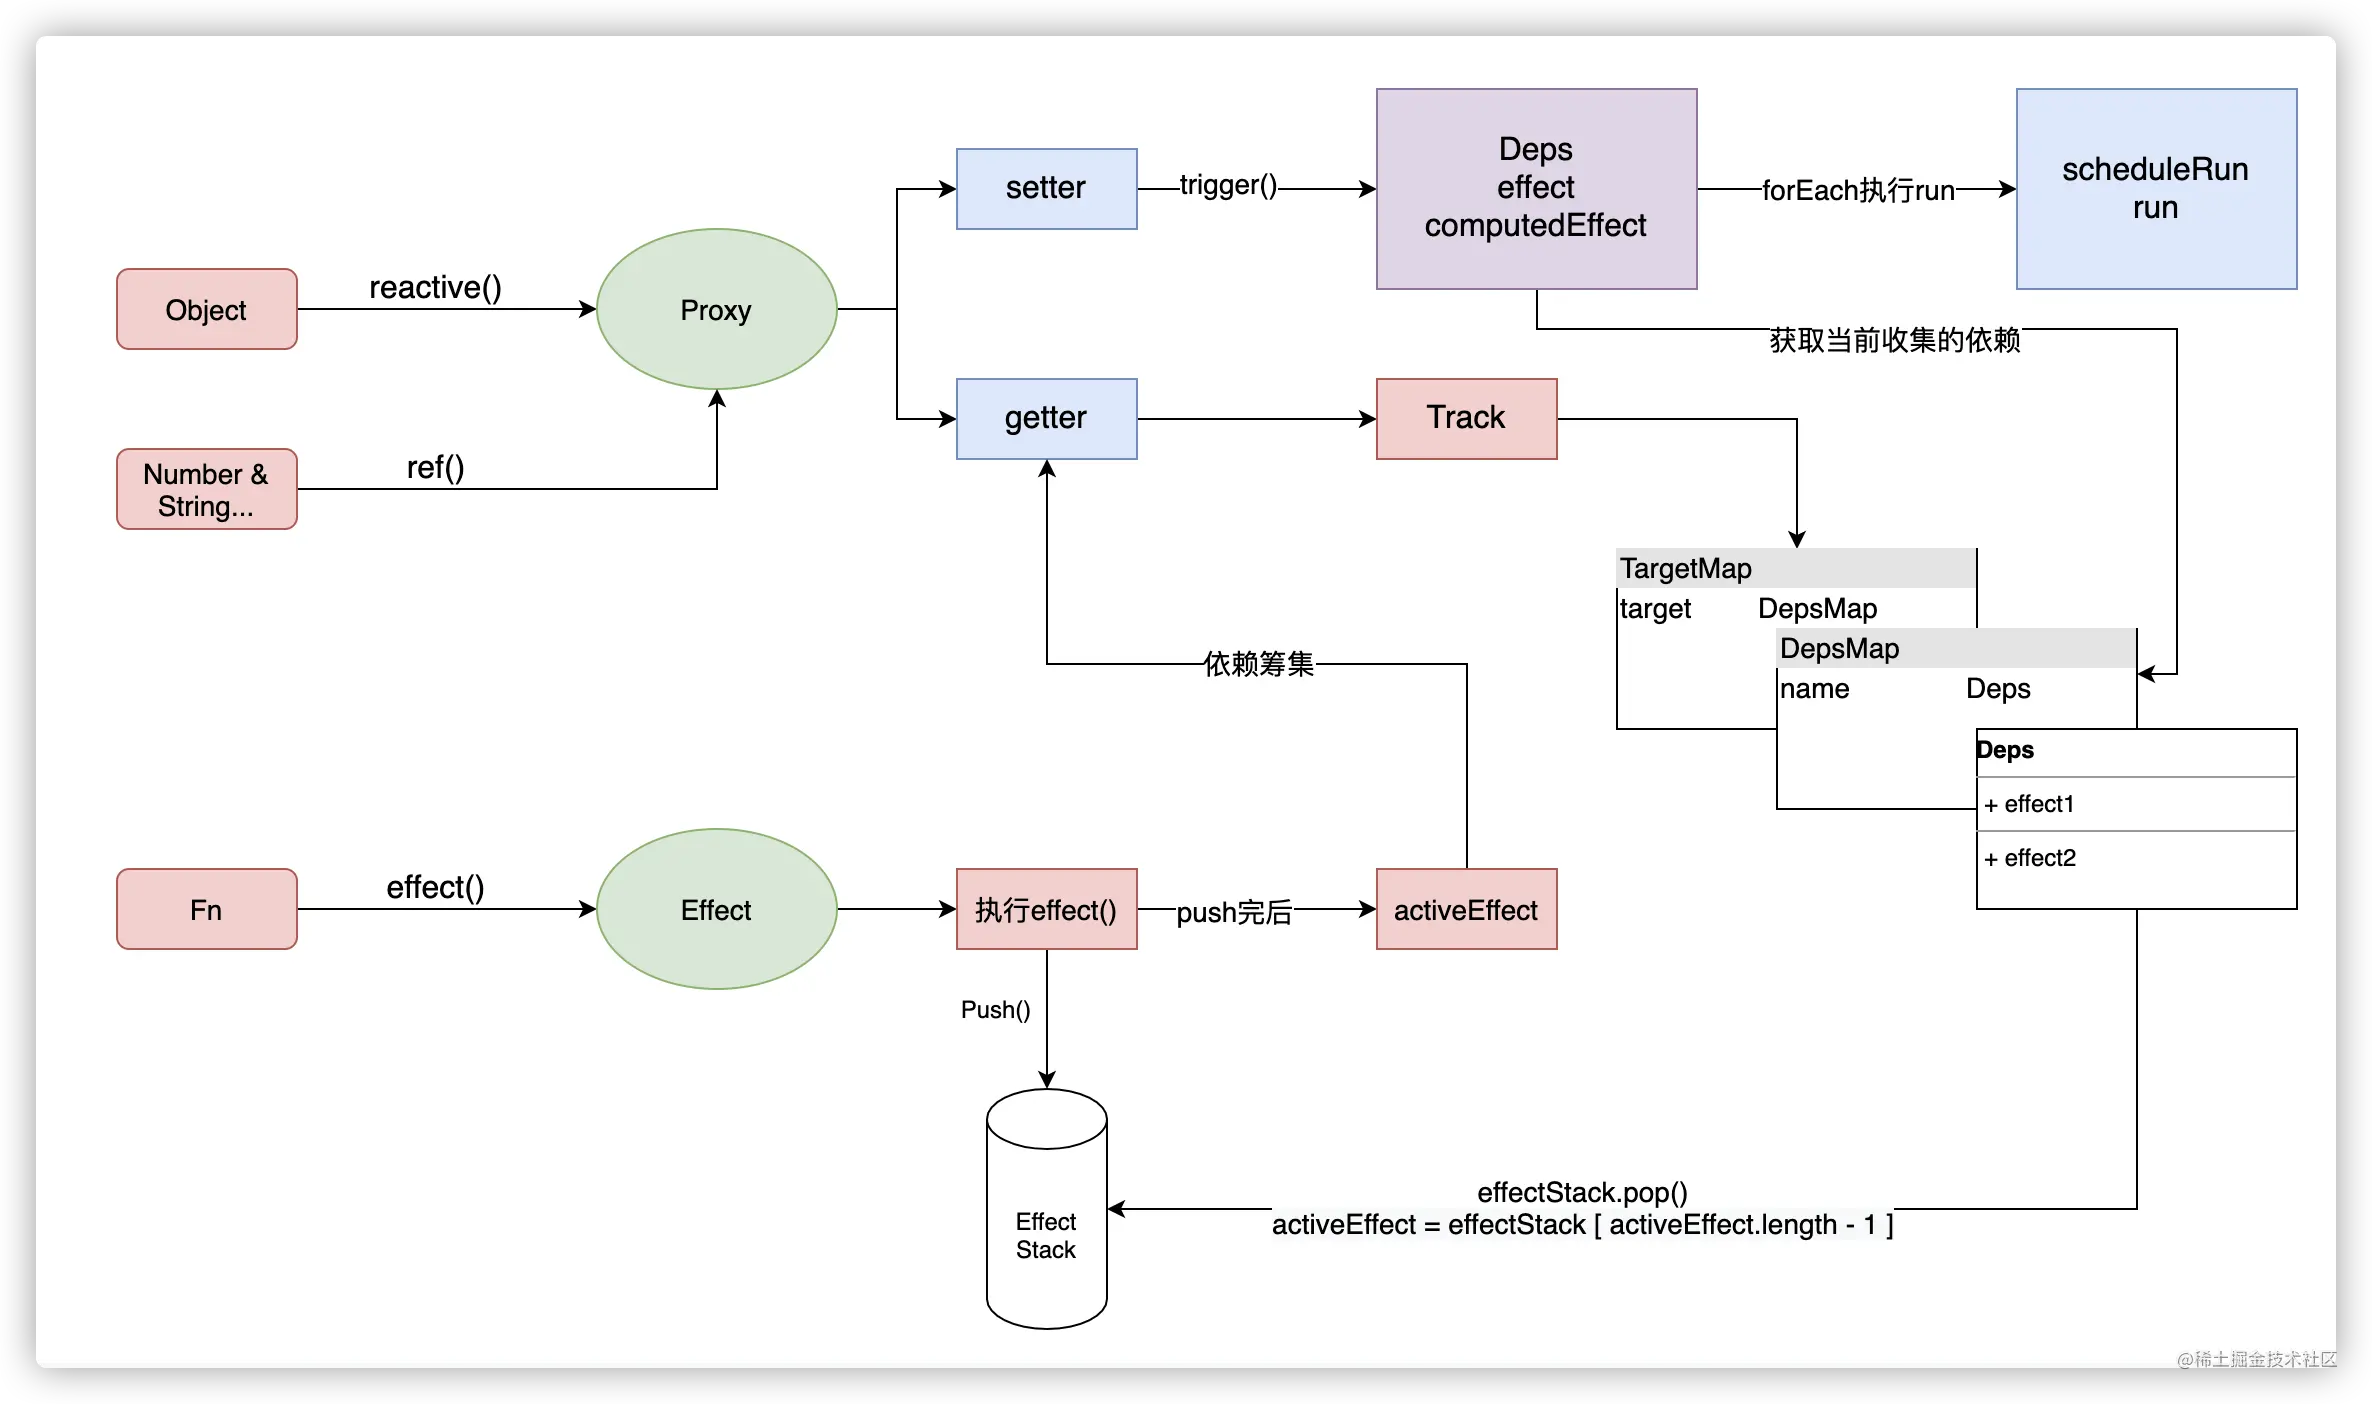 Deps
effect
computedEffect
scheduleRun
run
setter
trigger()
forEach执行run
reactive()
Object
Proxy
获取当前收集的依赖
getter
Track
ref()
Number &
String...
TargetMap
target DepsMap
DepsMap
name Deps
依赖筹集
Deps
+ effect1
+ effect2
effect()
Fn
Effect
执行effect()
push完后
activeEffect
Push()
effectStack.pop()
activeEffect = effectStack [ activeEffect.length - 1 ]
Effect
Stack
@稀土掘金技术社区